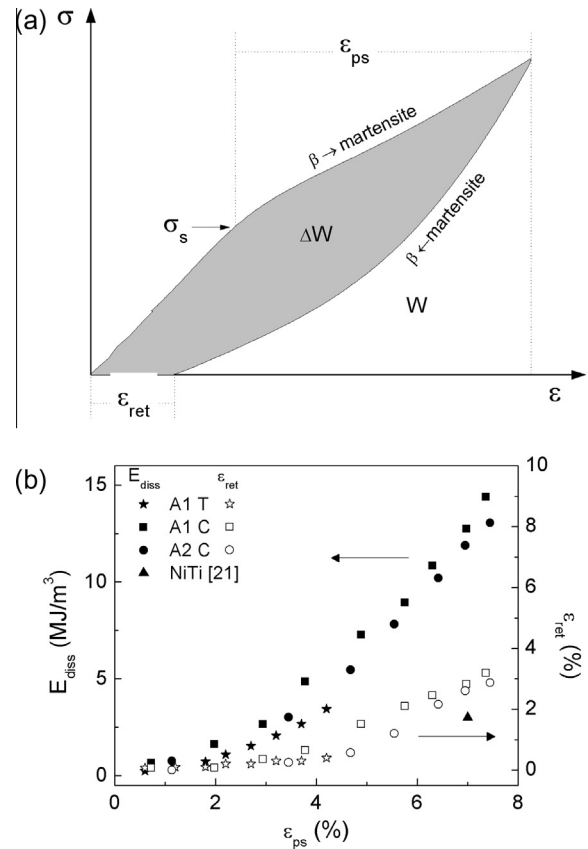 (a)
σ
ε_ps
β → martensite
σ_s
ΔW
β ← martensite
W
ε
ε_ret
(b)
E_diss ε_ret
A1 T
A1 C
A2 C
NiTi [21]
15
10
5
0
E_diss (MJ/m³)
10
8
6
4
2
0
ε_ret (%)
0 2 4 6 8
ε_ps (%)